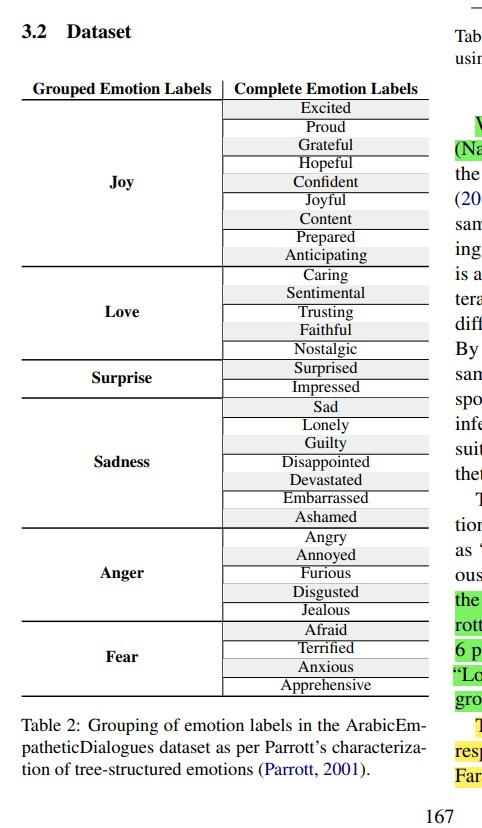 3.2 Dataset
Grouped Emotion Labels Complete Emotion Labels
Joy
Excited
Proud
Grateful
Hopeful
Confident
Joyful
Content
Prepared
Anticipating
Love
Caring
Sentimental
Trusting
Faithful
Nostalgic
Surprise
Surprised
Impressed
Sadness
Sad
Lonely
Guilty
Disappointed
Devastated
Embarrassed
Ashamed
Anger
Angry
Annoyed
Furious
Disgusted
Jealous
Fear
Afraid
Terrified
Anxious
Apprehensive
Table 2: Grouping of emotion labels in the ArabicEm-
patheticDialogues dataset as per Parrott's characteriza-
tion of tree-structured emotions (Parrott, 2001).
167
Tab
usin
(Na
the
(20
sam
ing
is a
tera
diff
By
sam
spo
infe
suit
thet
T
tion
as “
ous
the
rott
6 p
“Lo
gro
T
resp
Far